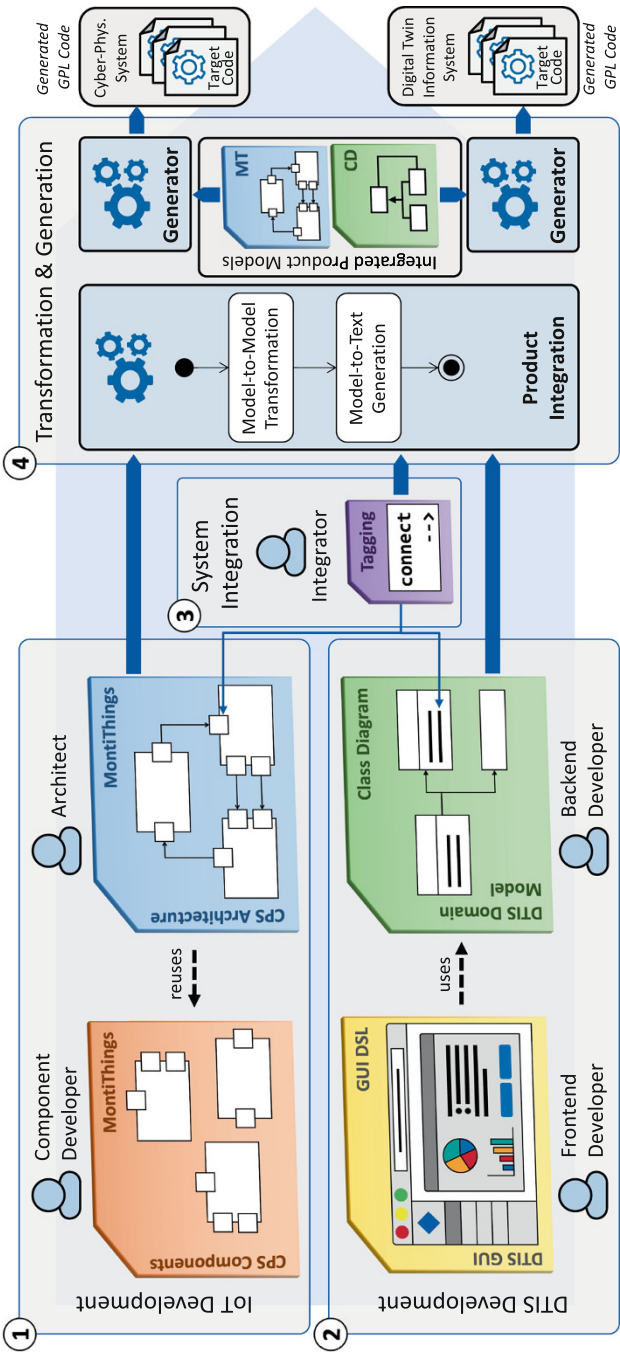 1
IoT Development
Component
Developer
MontiThings
CPS Components
reuses
Architect
MontiThings
CPS Architecture
2
DTIS Development
GUI DSL
DTIS GUI
Frontend
Developer
uses
Class Diagram
DTIS Domain
Model
Backend
Developer
3
System
Integration
Integrator
Tagging
connect
-->
4
Transformation & Generation
Model-to-Model
Transformation
Model-to-Text
Generation
Product
Integration
Generator
MT
CD
Integrated Product Models
Generator
Generated
GPL Code
Cyber-Phys.
System
Target
Code
Digital Twin
Information
System
Target
Code
Generated
GPL Code